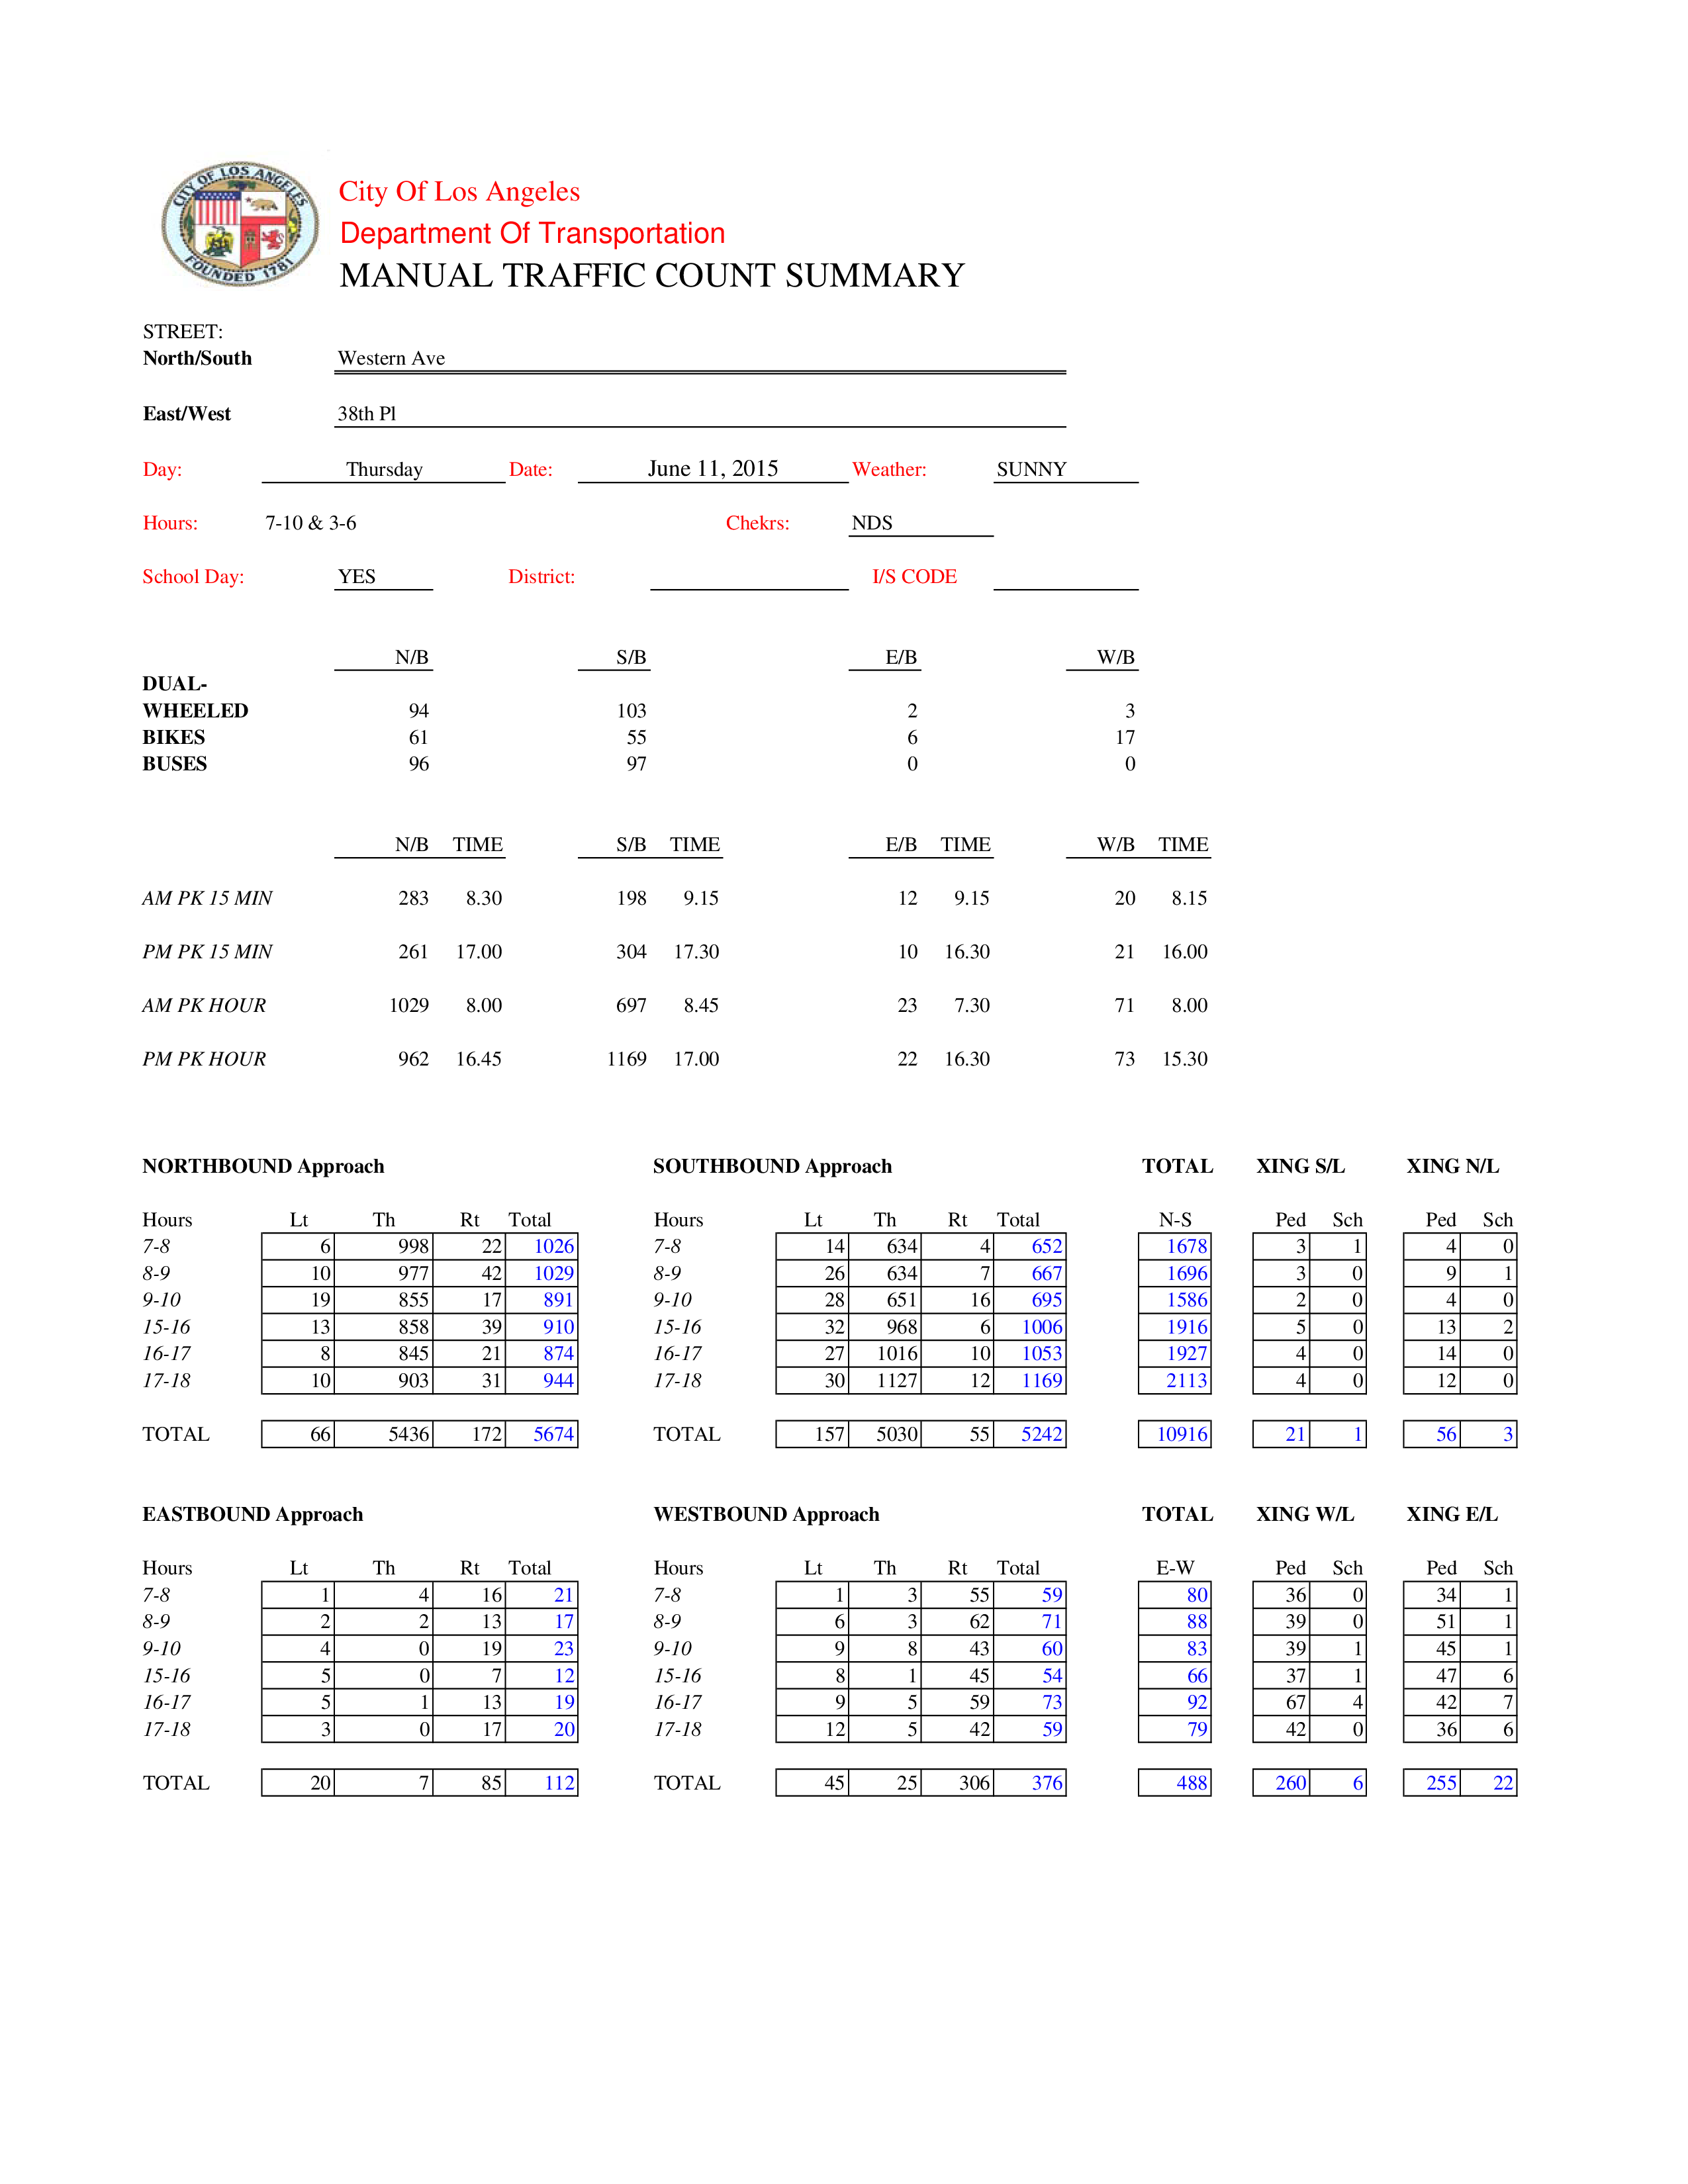 CITY OF LOS ANGELES
FOUNDED 1781
City Of Los Angeles
Department Of Transportation
MANUAL TRAFFIC COUNT SUMMARY
STREET:
North/South Western Ave
East/West 38th Pl
Day: Thursday Date: June 11, 2015 Weather: SUNNY
Hours: 7-10 & 3-6 Chekrs: NDS
School Day: YES District: I/S CODE
N/B S/B E/B W/B
DUAL-
WHEELED 94 103 2 3
BIKES 61 55 6 17
BUSES 96 97 0 0
N/B TIME S/B TIME E/B TIME W/B TIME
AM PK 15 MIN 283 8.30 198 9.15 12 9.15 20 8.15
PM PK 15 MIN 261 17.00 304 17.30 10 16.30 21 16.00
AM PK HOUR 1029 8.00 697 8.45 23 7.30 71 8.00
PM PK HOUR 962 16.45 1169 17.00 22 16.30 73 15.30
NORTHBOUND Approach SOUTHBOUND Approach TOTAL XING S/L XING N/L
Hours Lt Th Rt Total Hours Lt Th Rt Total N-S Ped Sch Ped Sch
7-8 6 998 22 1026 7-8 14 634 4 652 1678 3 1 4 0
8-9 10 977 42 1029 8-9 26 634 7 667 1696 3 0 9 1
9-10 19 855 17 891 9-10 28 651 16 695 1586 2 0 4 0
15-16 13 858 39 910 15-16 32 968 6 1006 1916 5 0 13 2
16-17 8 845 21 874 16-17 27 1016 10 1053 1927 4 0 14 0
17-18 10 903 31 944 17-18 30 1127 12 1169 2113 4 0 12 0
TOTAL 66 5436 172 5674 TOTAL 157 5030 55 5242 10916 21 1 56 3
EASTBOUND Approach WESTBOUND Approach TOTAL XING W/L XING E/L
Hours Lt Th Rt Total Hours Lt Th Rt Total E-W Ped Sch Ped Sch
7-8 1 4 16 21 7-8 1 3 55 59 80 36 0 34 1
8-9 2 2 13 17 8-9 6 3 62 71 88 39 0 51 1
9-10 4 0 19 23 9-10 9 8 43 60 83 39 1 45 1
15-16 5 0 7 12 15-16 8 1 45 54 66 37 1 47 6
16-17 5 1 13 19 16-17 9 5 59 73 92 67 4 42 7
17-18 3 0 17 20 17-18 12 5 42 59 79 42 0 36 6
TOTAL 20 7 85 112 TOTAL 45 25 306 376 488 260 6 255 22